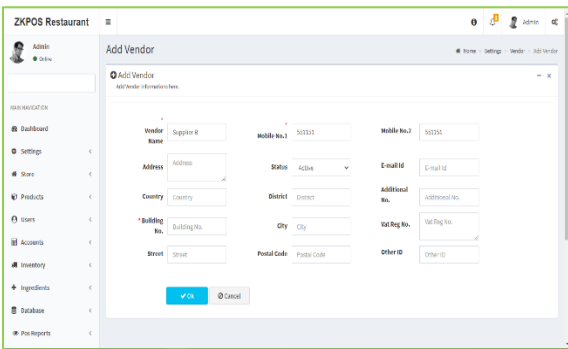 ZKPOS Restaurant
Admin
Admin
Online
Add Vendor
Home > Settings > Vendor > Add Vendor
Add Vendor
Add Vendor informations here.
MAIN NAVIGATION
Dashboard
Settings
Store
Products
Users
Accounts
Inventory
Ingredients
Database
Pos Reports
* Vendor Name
Supplier B
* Mobile No.1
551151
Mobile No.2
551151
Address
Address
Status
Active
E-mail Id
E-mail Id
Country
Country
District
District
Additional No.
Additional No.
* Building No.
Building No.
City
City
Vat Reg No.
Vat Reg No.
Street
Street
Postal Code
Postal Code
Other ID
Other ID
Ok
Cancel